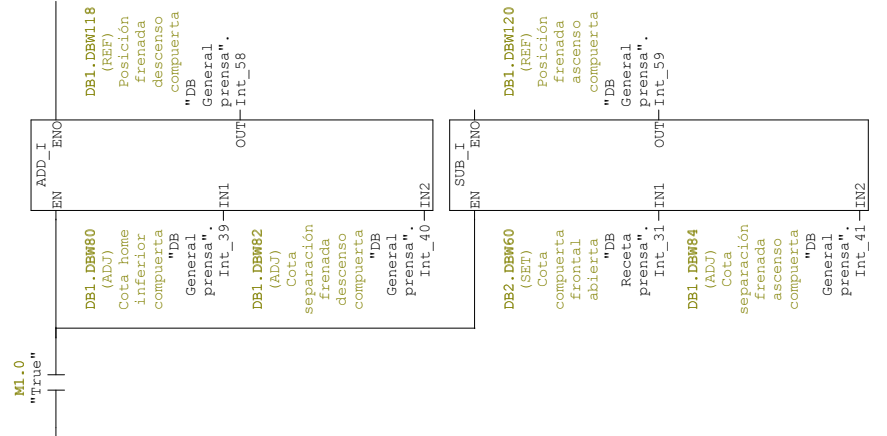 M1.0
"True"
DB1.DBW80
(ADJ)
Cota home
inferior
compuerta
"DB
General
prensa".
Int_39
DB1.DBW82
(ADJ)
Cota
separación
frenada
descenso
compuerta
"DB
General
prensa".
Int_40
ADD_I
EN
ENO
IN1
OUT
IN2
DB1.DBW118
(REF)
Posición
frenada
descenso
compuerta
"DB
General
prensa".
Int_58
DB2.DBW60
(SET)
Cota
compuerta
frontal
abierta
"DB
Receta
prensa".
Int_31
DB1.DBW84
(ADJ)
Cota
separación
frenada
ascenso
compuerta
"DB
General
prensa".
Int_41
SUB_I
EN
ENO
IN1
OUT
IN2
DB1.DBW120
(REF)
Posición
frenada
ascenso
compuerta
"DB
General
prensa".
Int_59